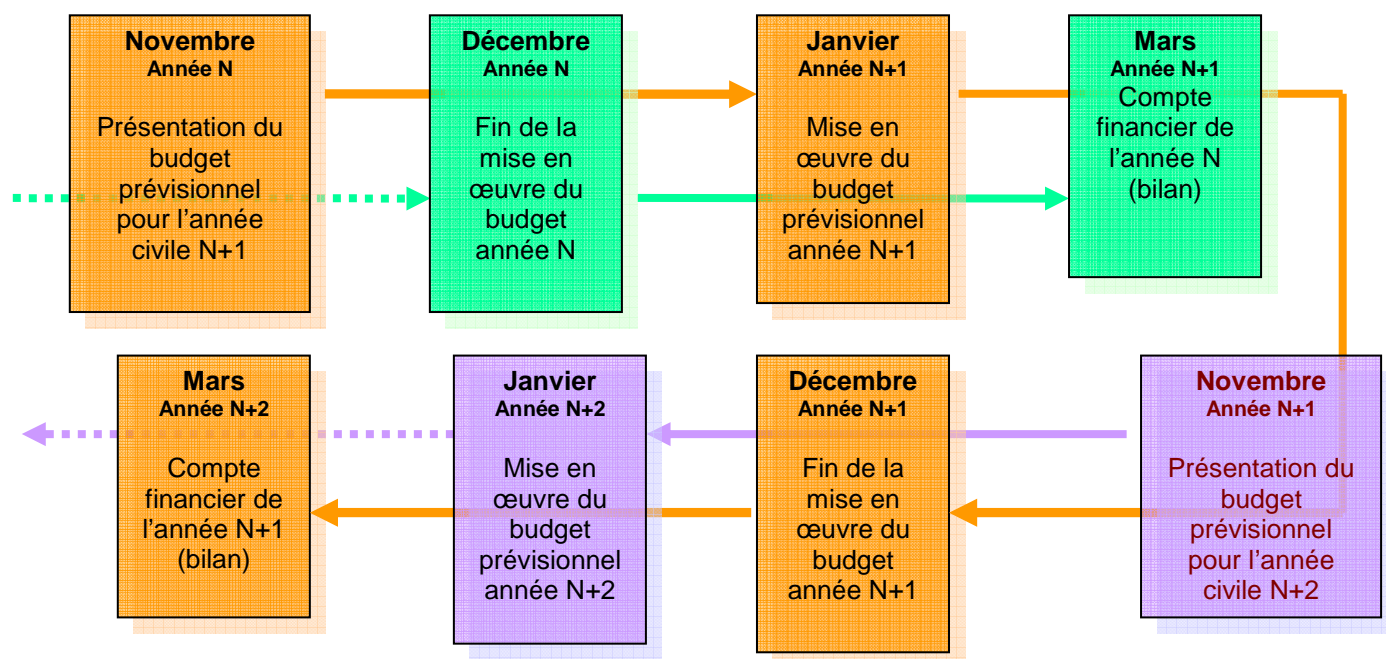 Novembre
Année N
Présentation du
budget
prévisionnel
pour l'année
civile N+1
Décembre
Année N
Fin de la
mise en
œuvre du
budget
année N
Janvier
Année N+1
Mise en
œuvre du
budget
prévisionnel
année N+1
Mars
Année N+1
Compte
financier de
l'année N
(bilan)
Mars
Année N+2
Compte
financier de
l'année N+1
(bilan)
Janvier
Année N+2
Mise en
œuvre du
budget
prévisionnel
année N+2
Décembre
Année N+1
Fin de la
mise en
œuvre du
budget
année N+1
Novembre
Année N+1
Présentation du
budget
prévisionnel
pour l'année
civile N+2